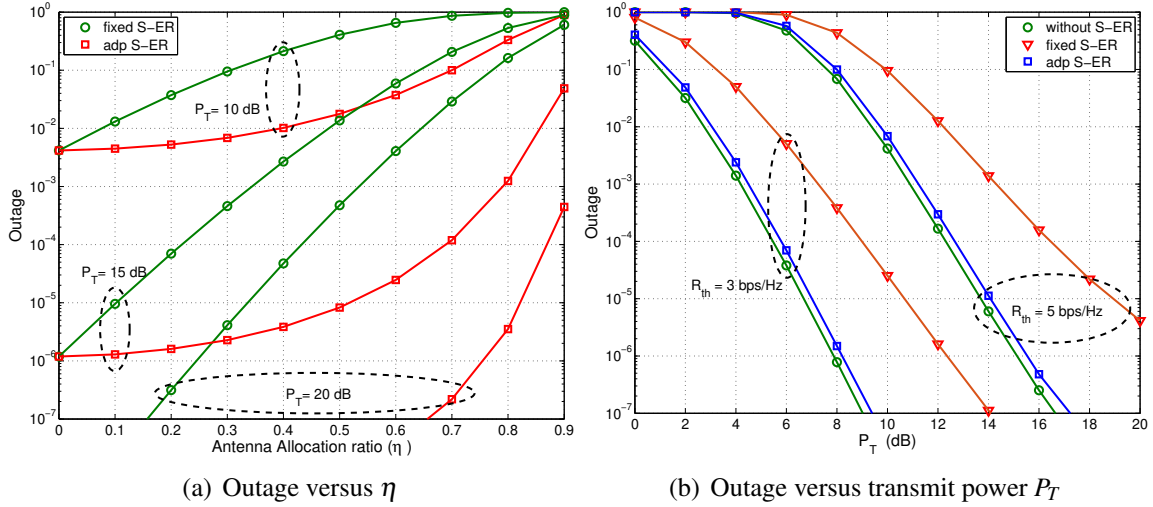 fixed S−ER
adp S−ER
P_T= 10 dB
P_T= 15 dB
P_T= 20 dB
10^0
10^−1
10^−2
10^−3
10^−4
10^−5
10^−6
10^−7
Outage
0 0.1 0.2 0.3 0.4 0.5 0.6 0.7 0.8 0.9
Antenna Allocation ratio (η )
(a) Outage versus η
without S−ER
fixed S−ER
adp S−ER
R_th = 3 bps/Hz
R_th = 5 bps/Hz
10^0
10^−1
10^−2
10^−3
10^−4
10^−5
10^−6
10^−7
Outage
0 2 4 6 8 10 12 14 16 18 20
P_T (dB)
(b) Outage versus transmit power P_T